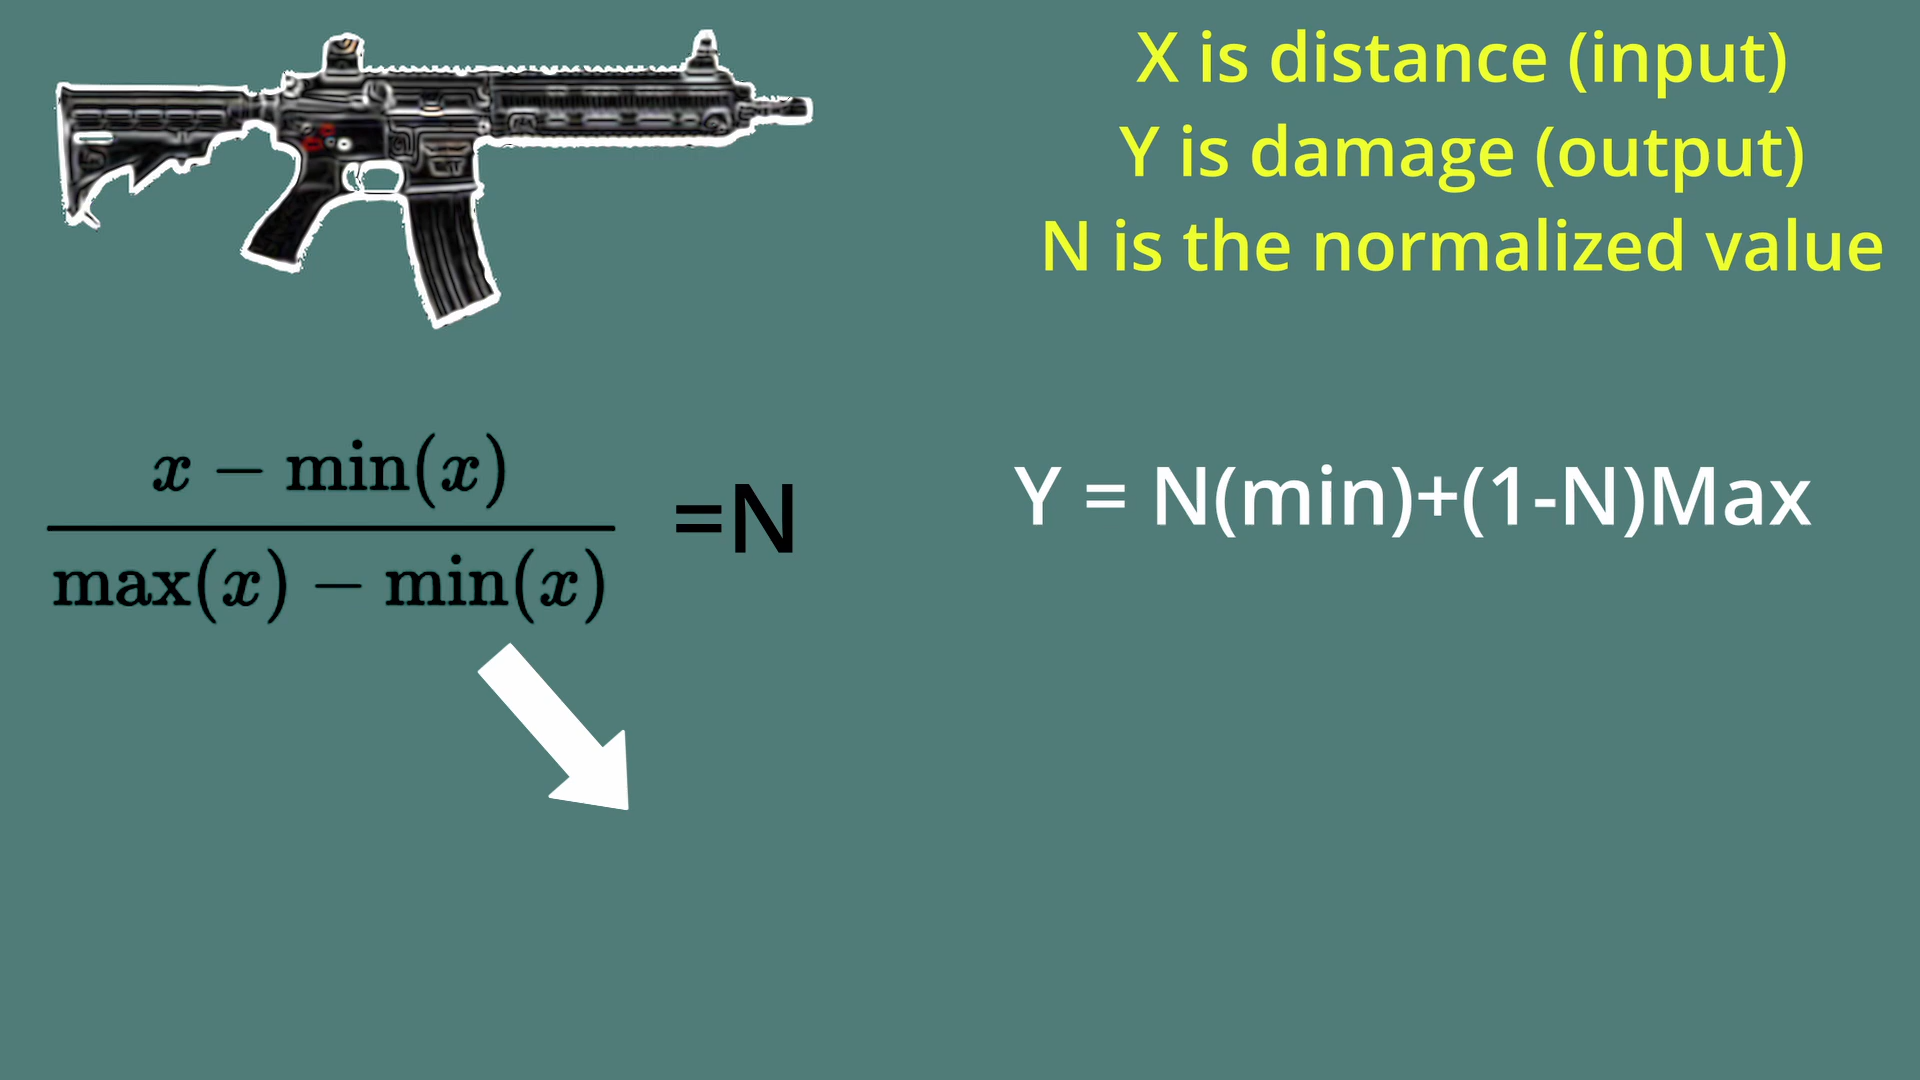 X is distance (input)
Y is damage (output)
N is the normalized value
x − min(x)
max(x) − min(x)
=N
Y = N(min)+(1-N)Max